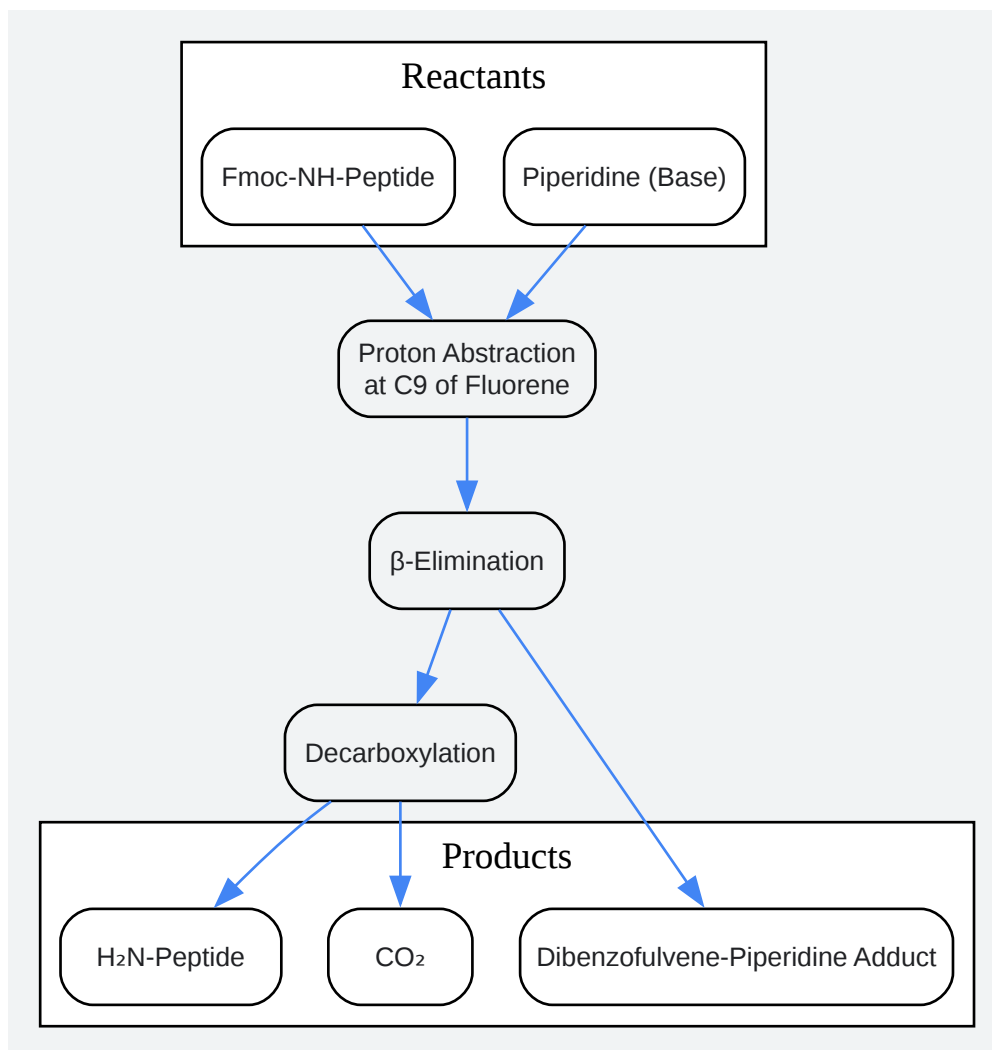 Reactants
Fmoc-NH-Peptide
Piperidine (Base)
Proton Abstraction
at C9 of Fluorene
β-Elimination
Decarboxylation
Products
H₂N-Peptide
CO₂
Dibenzofulvene-Piperidine Adduct